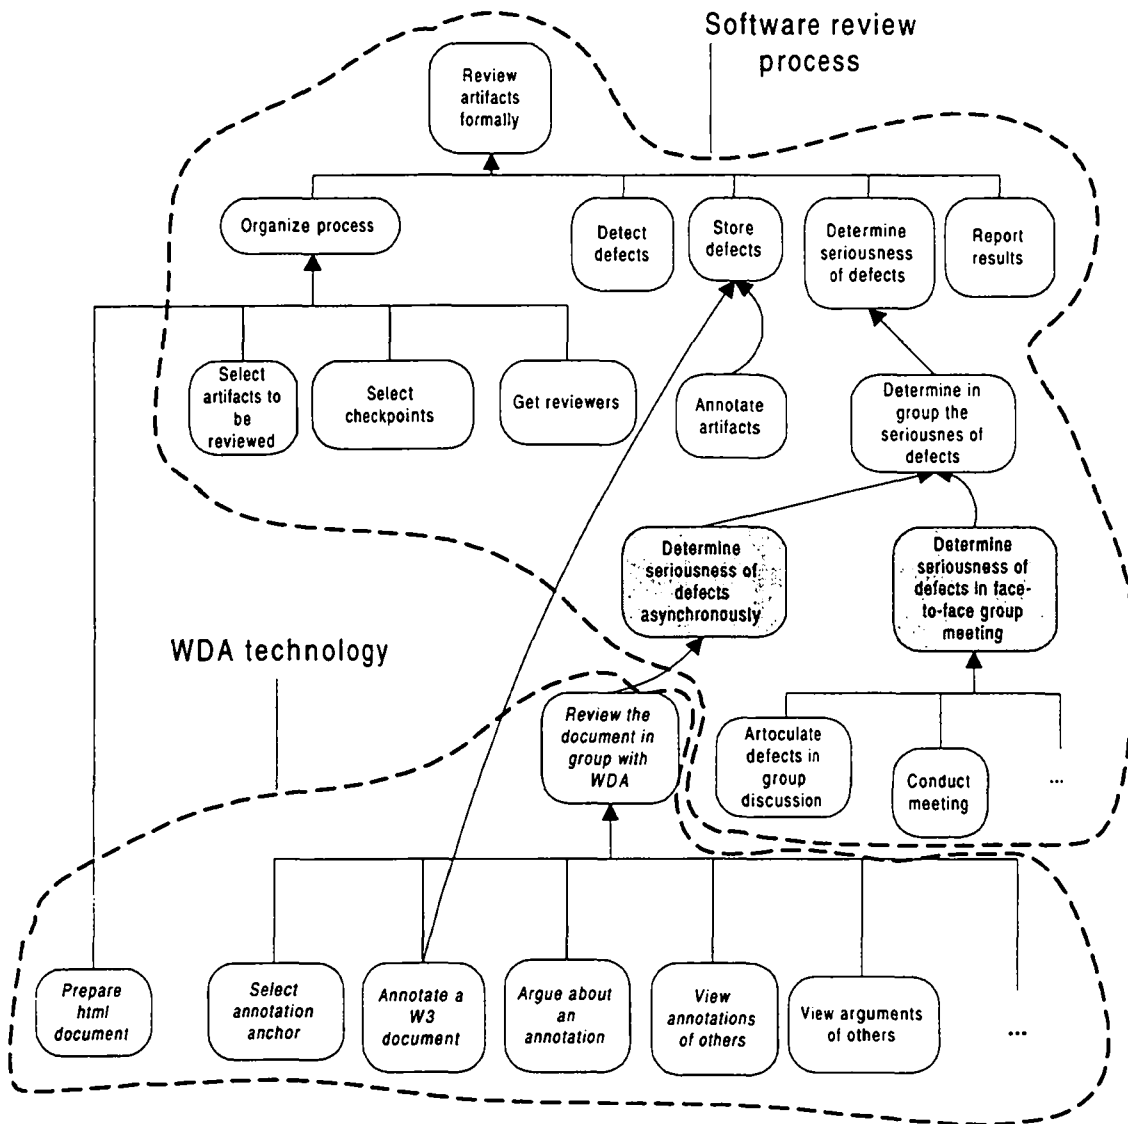 Software review
process
Review
artifacts
formally
Organize process
Detect
defects
Store
defects
Determine
seriousness
of defects
Report
results
Select
artifacts to
be
reviewed
Select
checkpoints
Get reviewers
Annotate
artifacts
Determine in
group the
seriousnes of
defects
Determine
seriousness of
defects
asynchronously
Determine
seriousness of
defects in face-
to-face group
meeting
WDA technology
Review the
document in
group with
WDA
Artoculate
defects in
group
discussion
Conduct
meeting
...
Prepare
html
document
Select
annotation
anchor
Annotate a
W3
document
Argue about
an
annotation
View
annotations
of others
View arguments
of others
...